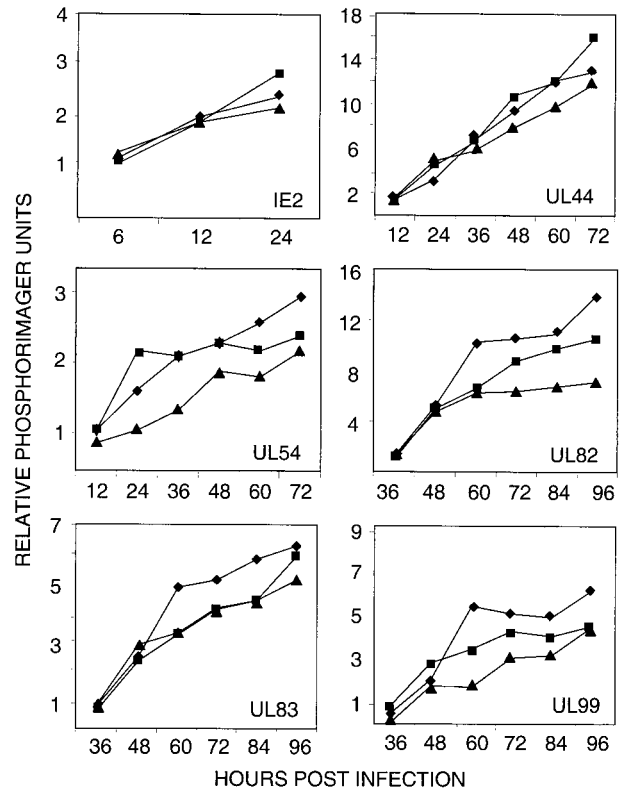 RELATIVE PHOSPHORIMAGER UNITS
4
3
2
1
IE2
6 12 24
18
14
10
6
2
UL44
12 24 36 48 60 72
3
2
1
UL54
12 24 36 48 60 72
16
12
8
4
UL82
36 48 60 72 84 96
7
5
3
1
UL83
36 48 60 72 84 96
9
7
5
3
1
UL99
36 48 60 72 84 96
HOURS POST INFECTION